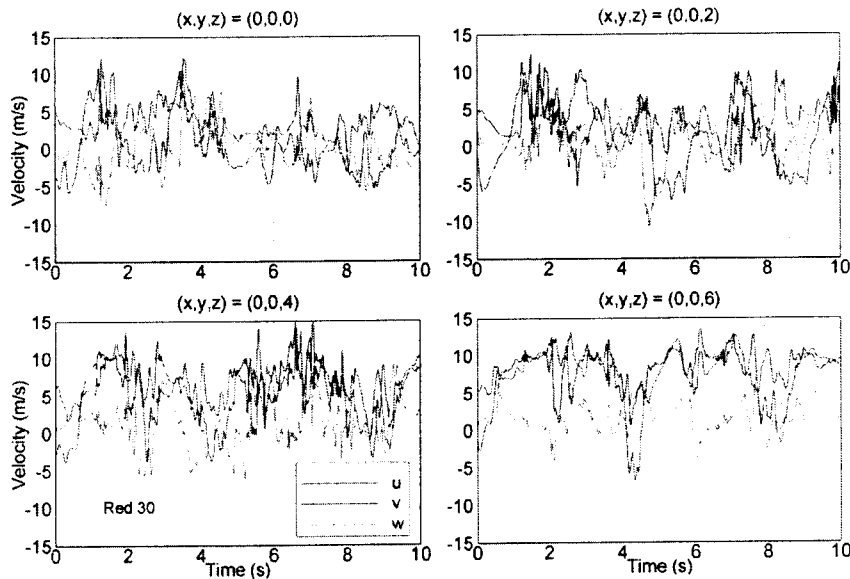 (x,y,z) = (0,0,0)
(x,y,z) = (0,0,2)
Velocity (m/s)
15
10
5
0
-5
-10
-15
0 2 4 6 8 10
15
10
5
0
-5
-10
-15
0 2 4 6 8 10
(x,y,z) = (0,0,4)
(x,y,z) = (0,0,6)
Velocity (m/s)
15
10
5
0
-5
-10
-15
Red 30
u
v
w
0 2 4 6 8 10
Time (s)
15
10
5
0
-5
-10
-15
0 2 4 6 8 10
Time (s)